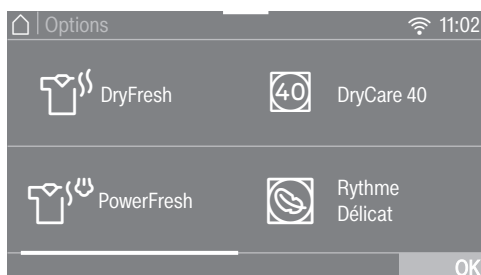 Options
11:02
DryFresh
40
DryCare 40
PowerFresh
Rythme
Délicat
OK